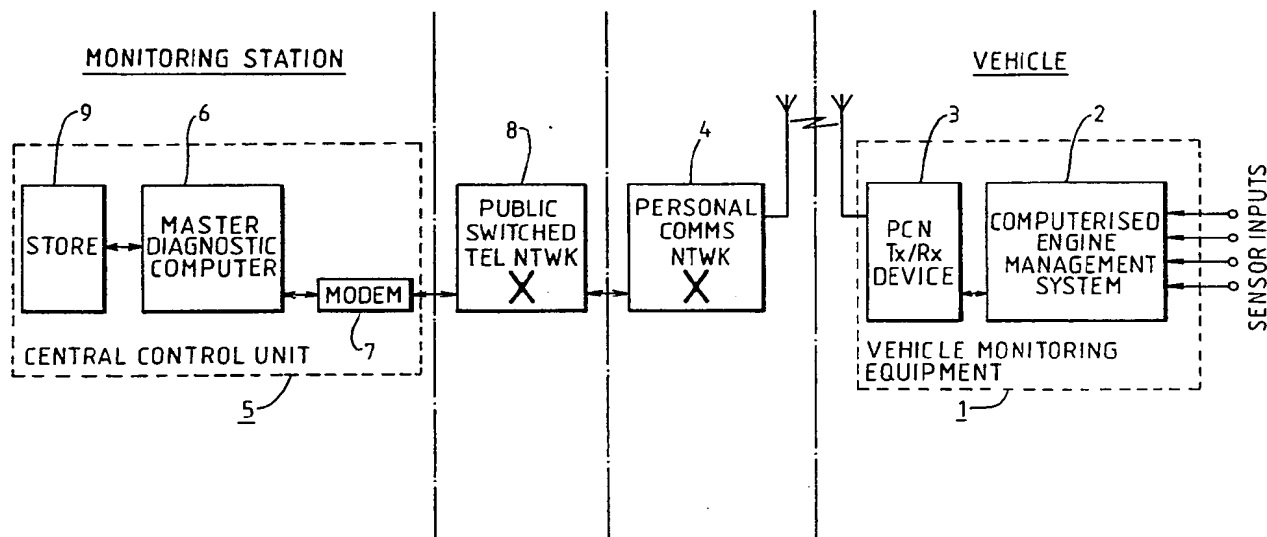 MONITORING STATION
VEHICLE
9
6
8
4
3
2
STORE
MASTER
DIAGNOSTIC
COMPUTER
MODEM
7
CENTRAL CONTROL UNIT
5
PUBLIC
SWITCHED
TEL NTWK
X
PERSONAL
COMMS
NTWK
X
PCN
Tx/Rx
DEVICE
COMPUTERISED
ENGINE
MANAGEMENT
SYSTEM
SENSOR INPUTS
VEHICLE MONITORING
EQUIPMENT
1